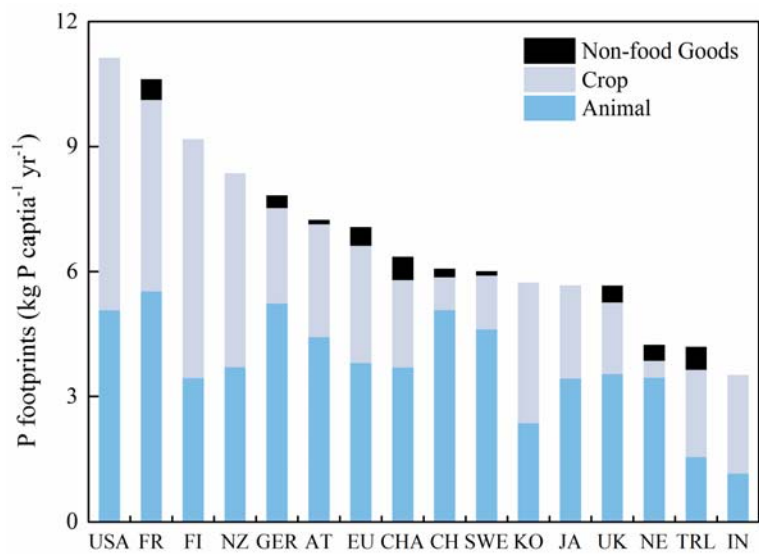 12
9
6
3
0
P footprints (kg P captia⁻¹ yr⁻¹)
Non-food Goods
Crop
Animal
USA FR FI NZ GER AT EU CHA CH SWE KO JA UK NE TRL IN